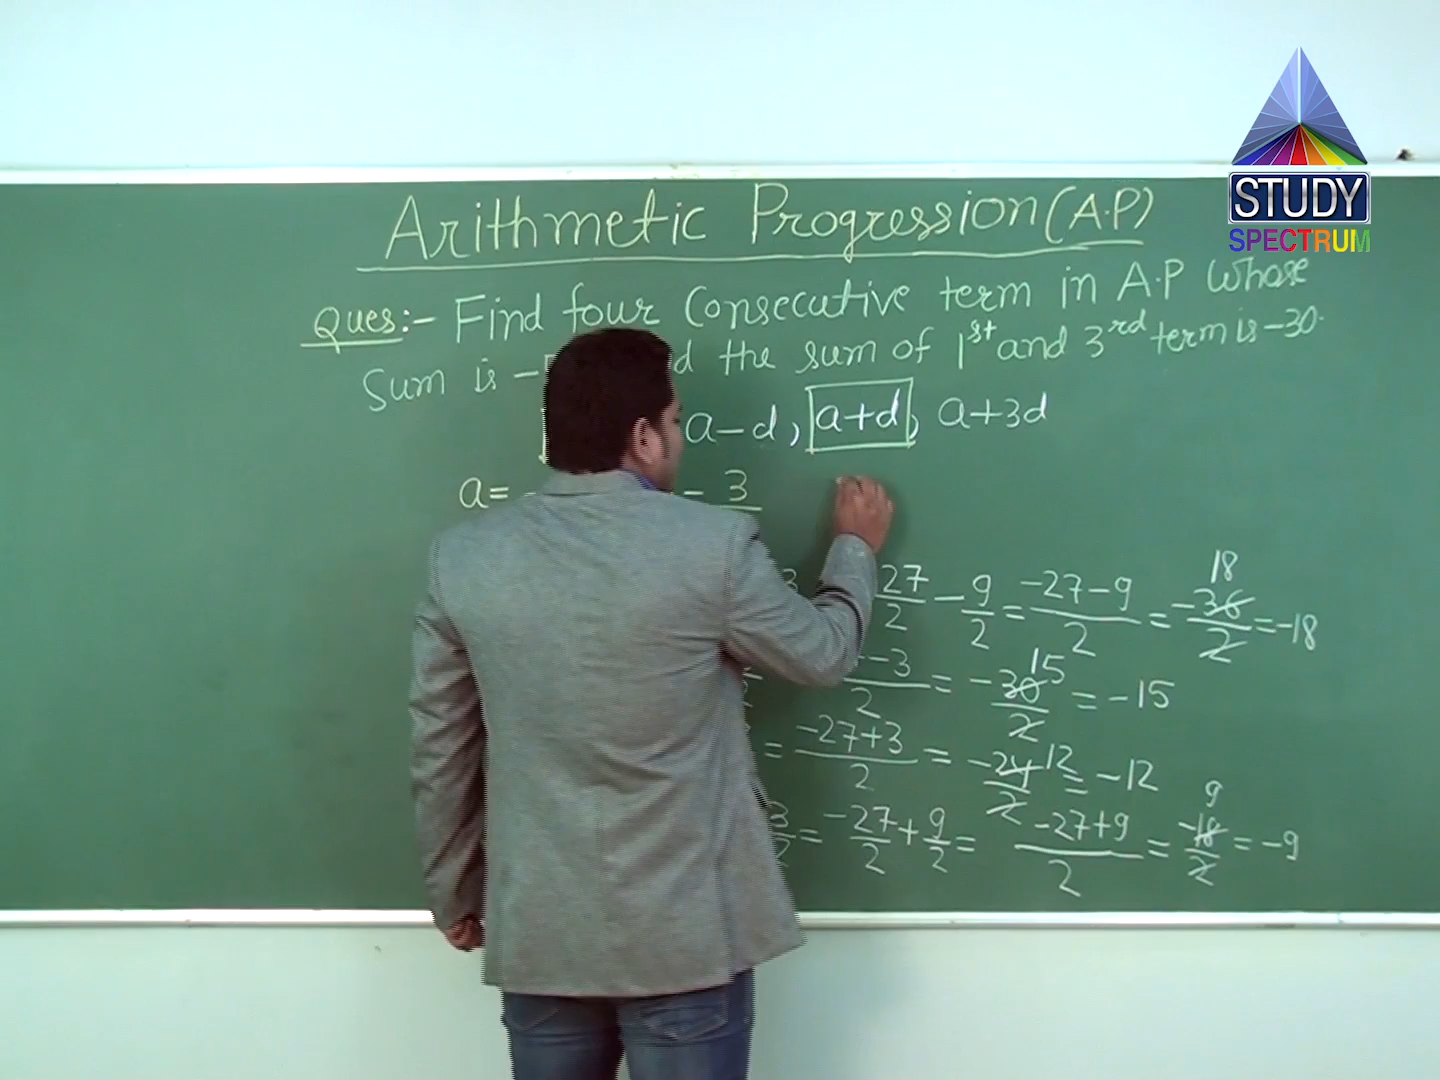 STUDY
SPECTRUM
Arithmetic Progression (A.P)
Ques:- Find four Consecutive term in A.P Whose
Sum is - the sum of 1st and 3rd term is -30.
a-d, a+d, a+3d
a= - 3
27/2 - 9/2 = -27-9/2 = -36/2 = -18
18
-3/2 = -30/2 = -15
15
= -27+3/2 = -24/2 = -12
12
3/2 = -27/2 + 9/2 = -27+9/2 = -18/2 = -9
9